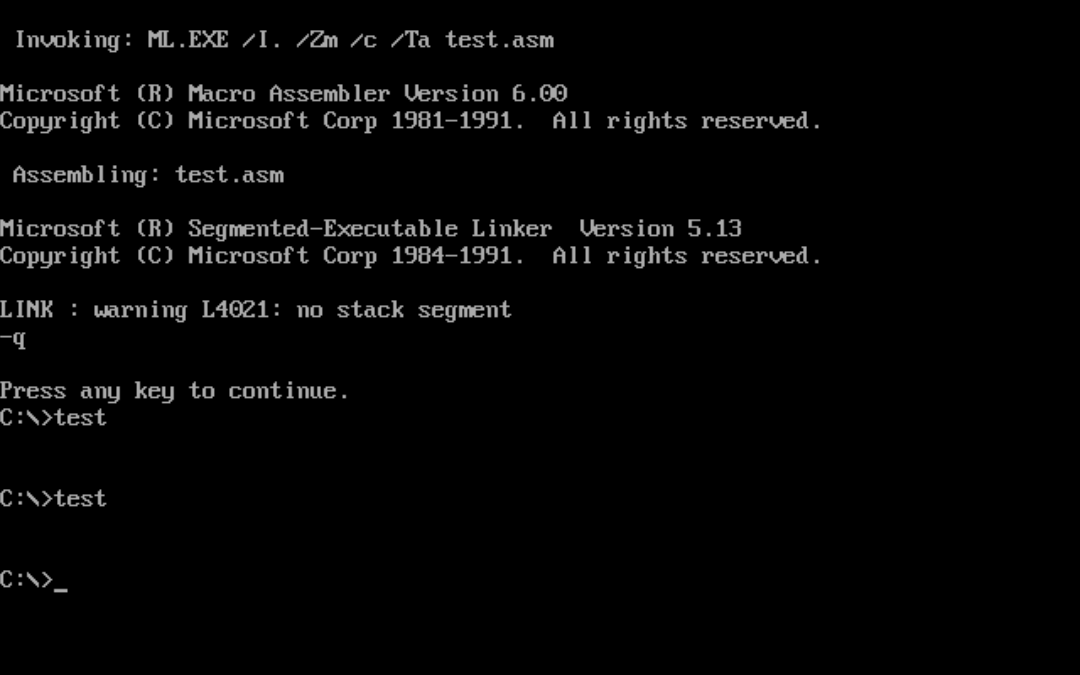 Invoking: ML.EXE /I. /Zm /c /Ta test.asm
Microsoft (R) Macro Assembler Version 6.00
Copyright (C) Microsoft Corp 1981-1991.  All rights reserved.
Assembling: test.asm
Microsoft (R) Segmented-Executable Linker  Version 5.13
Copyright (C) Microsoft Corp 1984-1991.  All rights reserved.
LINK : warning L4021: no stack segment
-q
Press any key to continue.
C:\>test
C:\>test
C:\>_